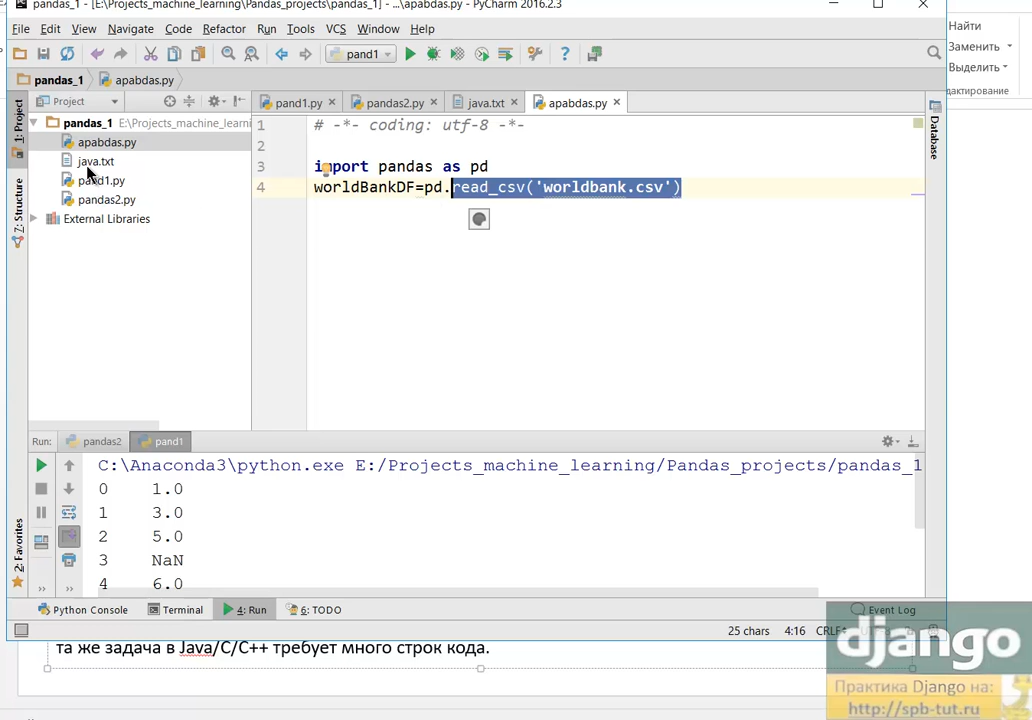 pandas_1 - [E:\Projects_machine_learning\Pandas_projects\pandas_1] - ...\apabdas.py - PyCharm 2016.2.3
File Edit View Navigate Code Refactor Run Tools VCS Window Help
Найти
Заменить
Выделить
pand1
pandas_1 apabdas.py
Project
pand1.py pandas2.py java.txt apabdas.py
1: Project
7: Structure
2: Favorites
Database
pandas_1 E:\Projects_machine_learni
apabdas.py
java.txt
pand1.py
pandas2.py
External Libraries
1 # -*- coding: utf-8 -*-
2
3 import pandas as pd
4 worldBankDF=pd.read_csv('worldbank.csv')
Run: pandas2 pand1
C:\Anaconda3\python.exe E:/Projects_machine_learning/Pandas_projects/pandas_1
0 1.0
1 3.0
2 5.0
3 NaN
4 6.0
Python Console Terminal 4: Run 6: TODO Event Log
25 chars 4:16
та же задача в Java/C/C++ требует много строк кода.
django
Практика Django на:
http://spb-tut.ru